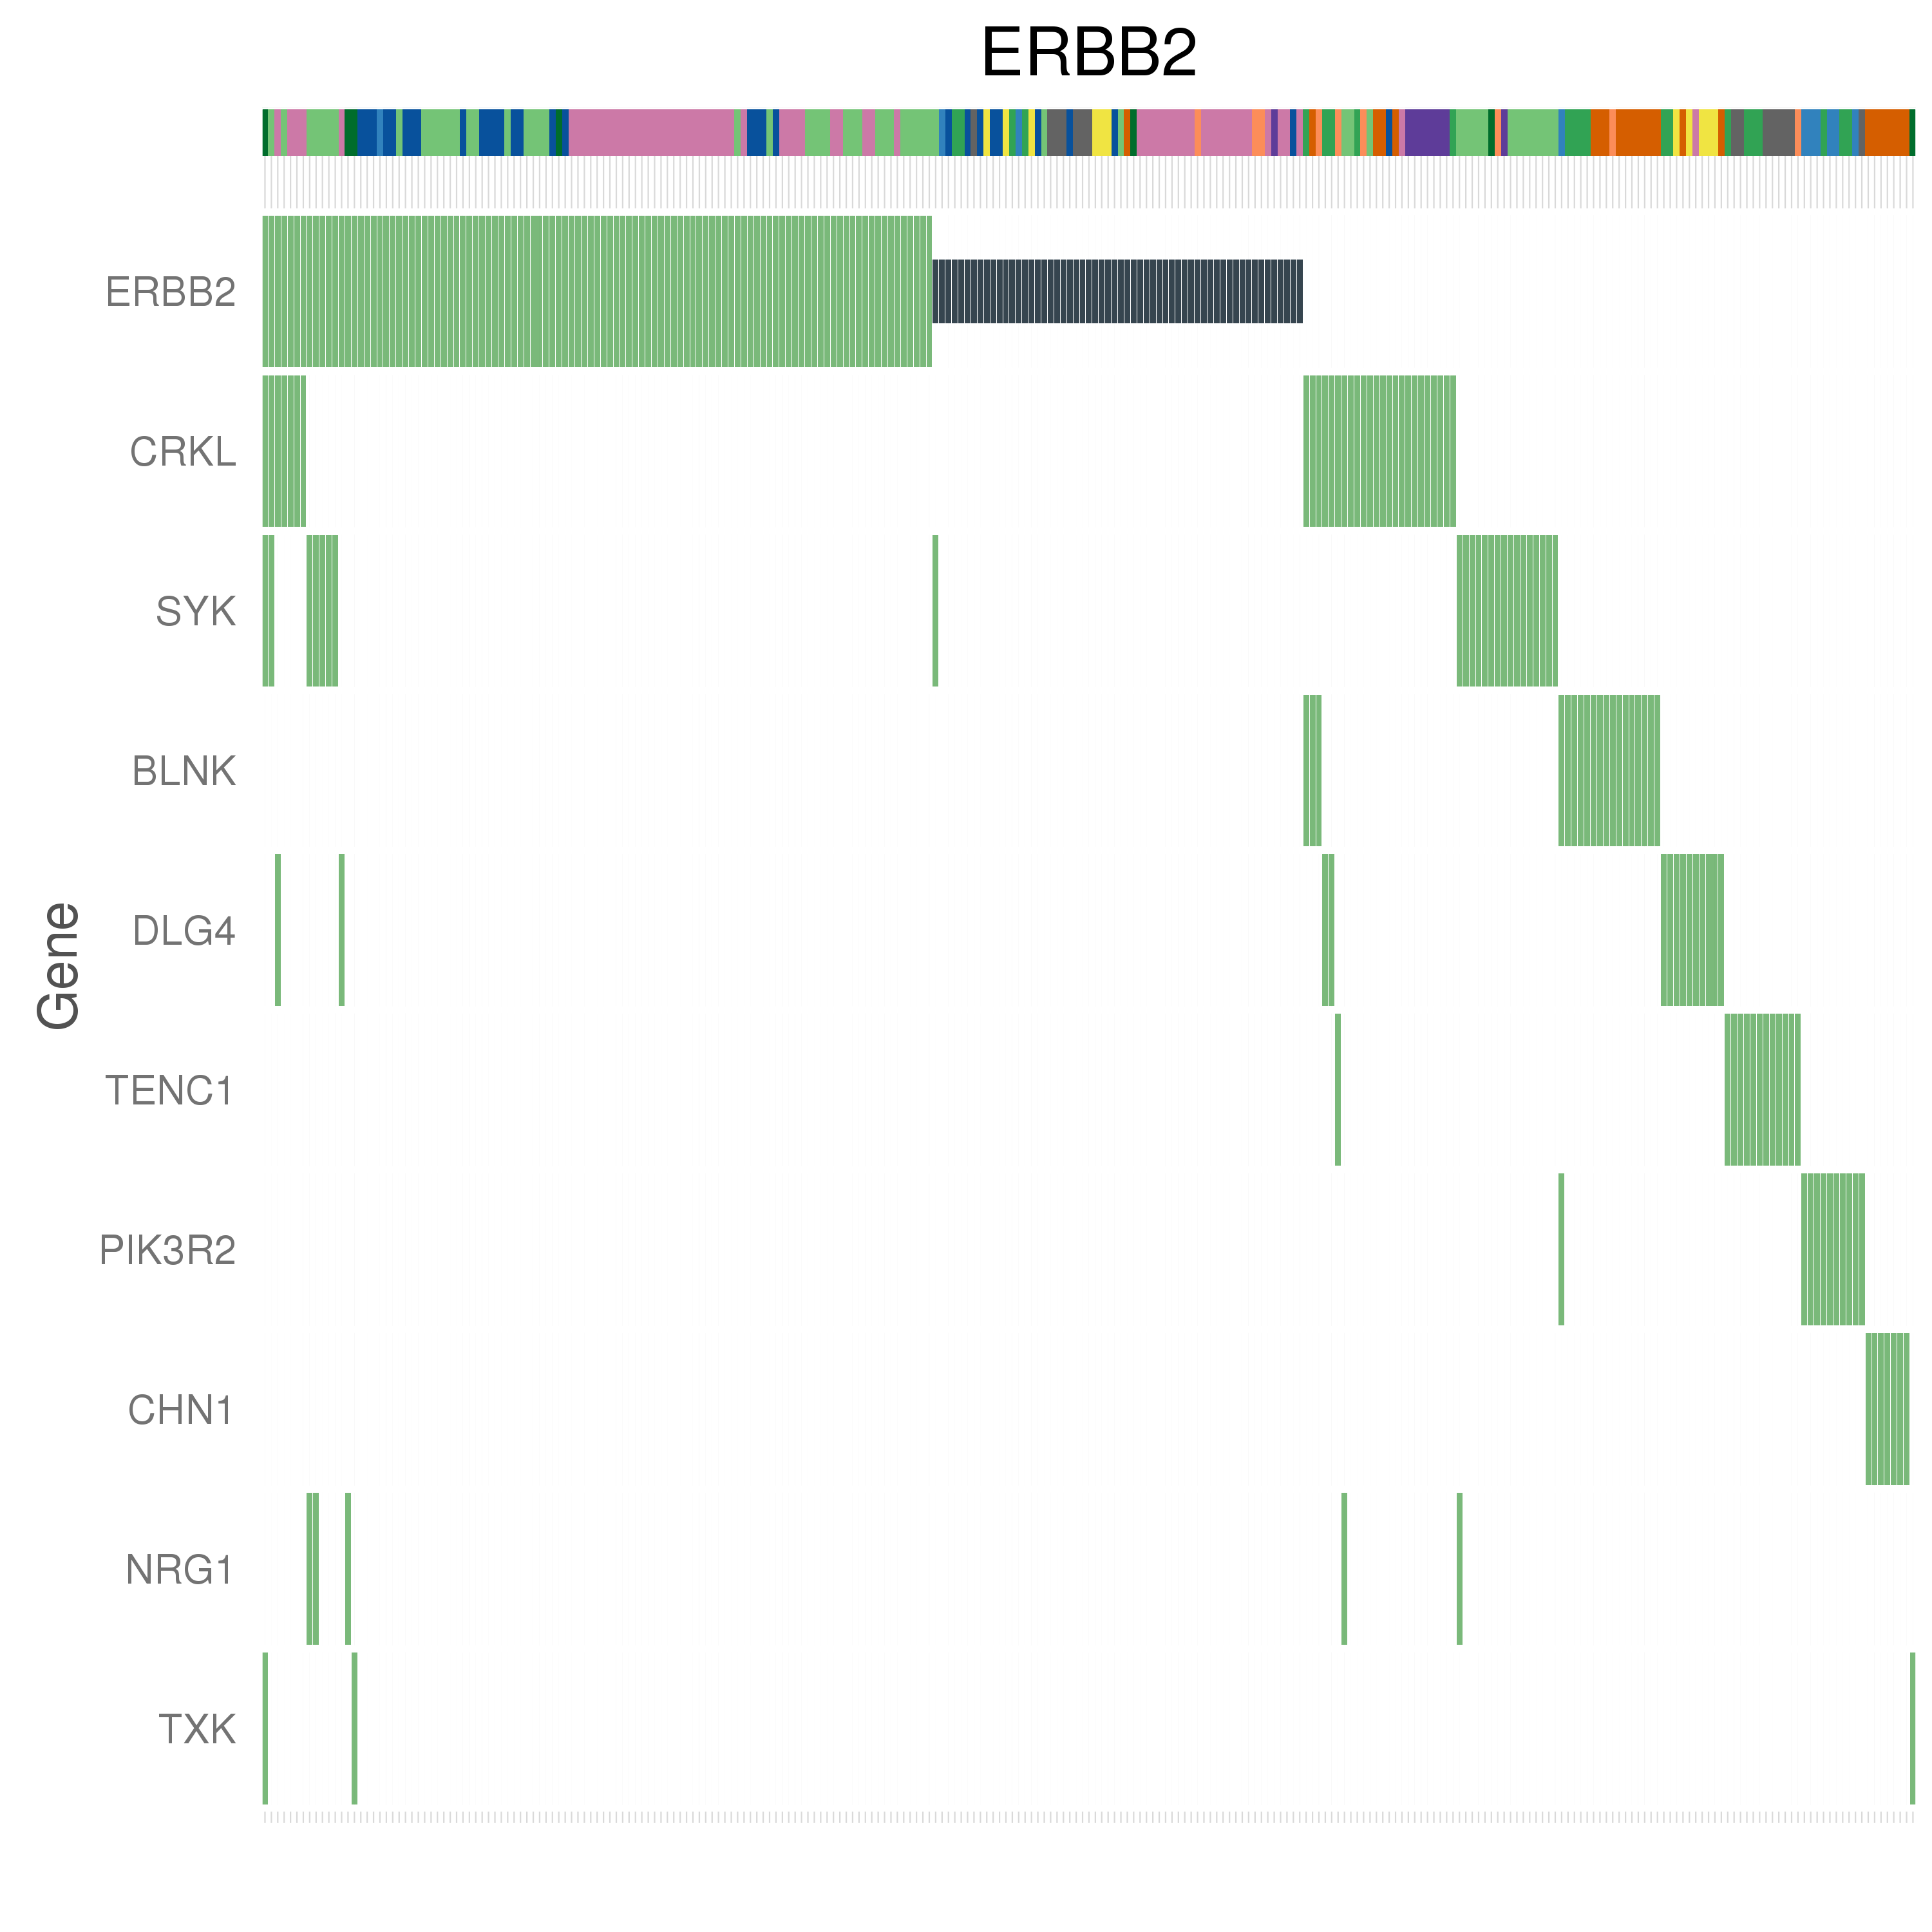 ERBB2
ERBB2
CRKL
SYK
BLNK
DLG4
TENC1
PIK3R2
CHN1
NRG1
TXK
Gene